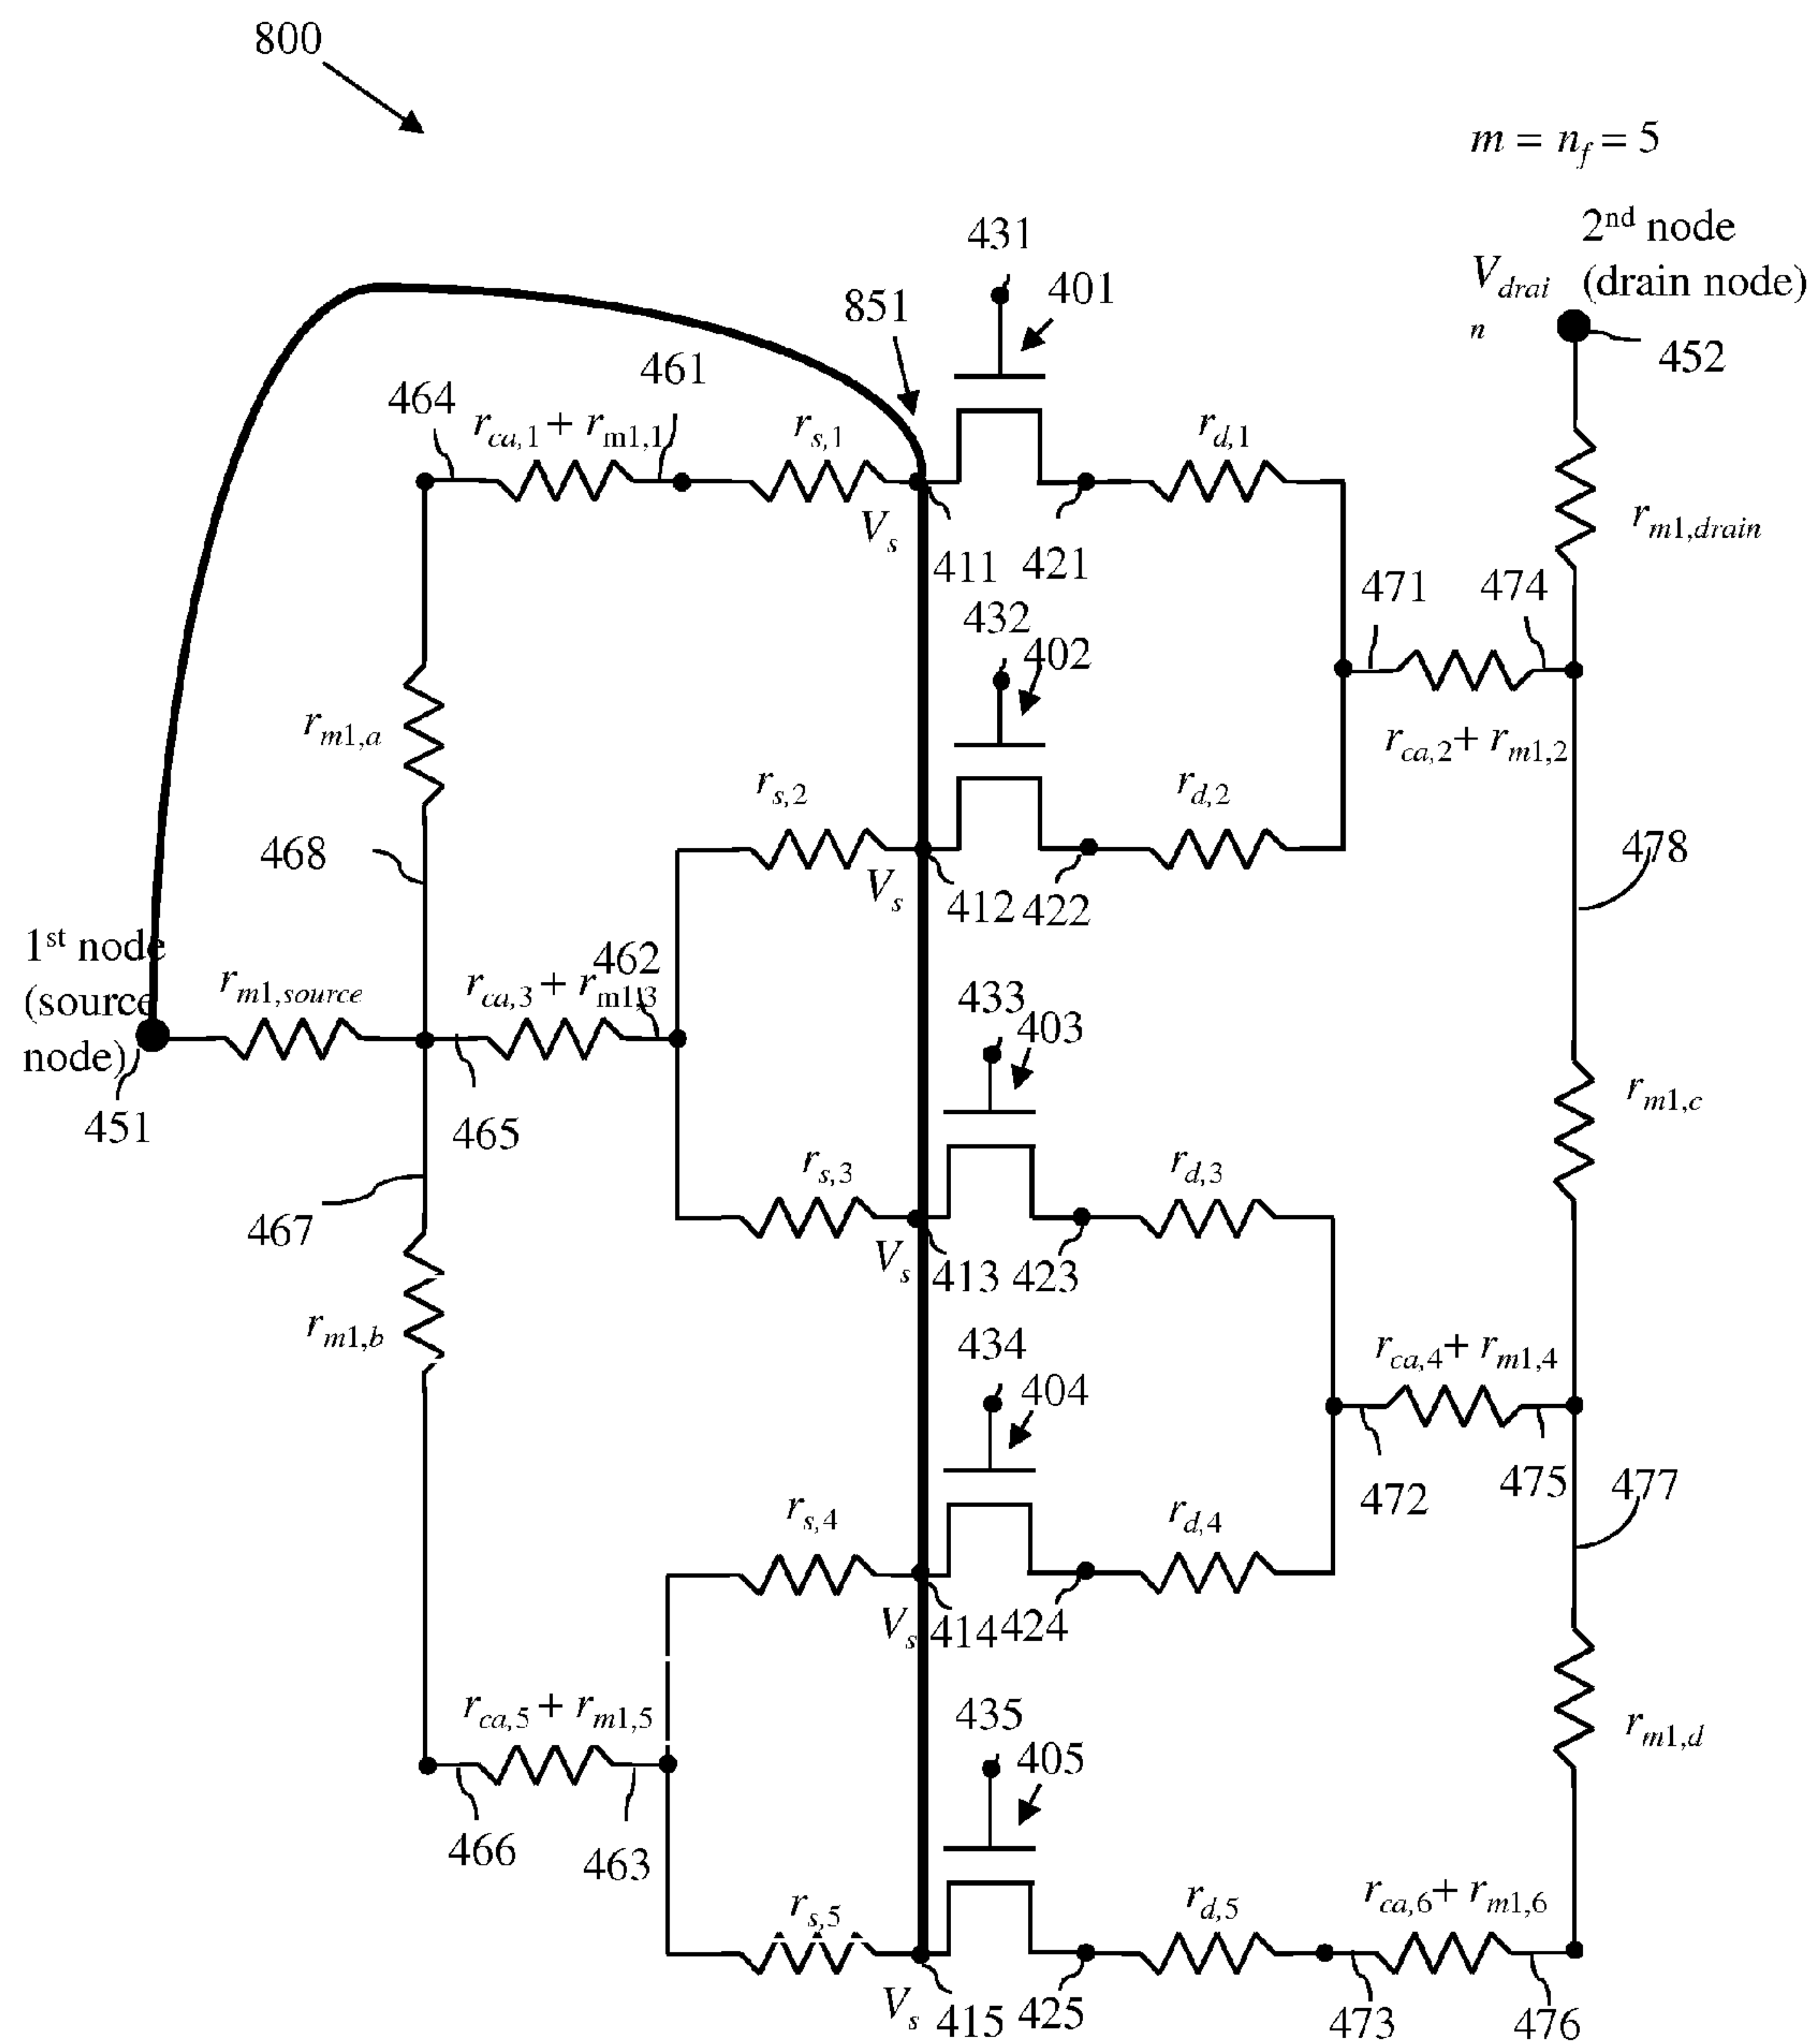 800
m = n_f = 5
2nd node
(drain node)
V_drai
n
452
431
401
851
461
464
r_ca,1 + r_m1,1
r_s,1
r_d,1
r_m1,drain
V_s
411
421
471
474
432
402
r_m1,a
r_ca,2 + r_m1,2
r_s,2
r_d,2
468
478
V_s
412
422
1st node
(source
node)
r_m1,source
r_ca,3 + r_m1,3
462
433
403
451
465
r_m1,c
r_s,3
r_d,3
467
V_s
413
423
r_m1,b
434
404
r_ca,4 + r_m1,4
472
475
477
r_s,4
r_d,4
V_s
414
424
r_ca,5 + r_m1,5
435
405
r_m1,d
466
463
r_s,5
r_d,5
r_ca,6 + r_m1,6
V_s
415
425
473
476